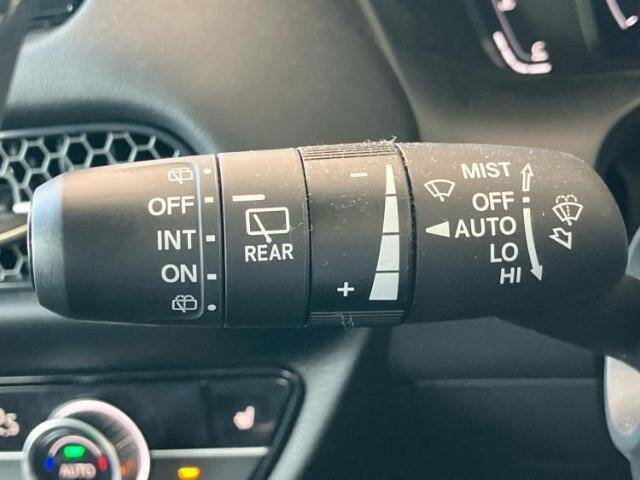 OFF
INT
ON
REAR
-
+
MIST
OFF
AUTO
LO
HI
AUTO